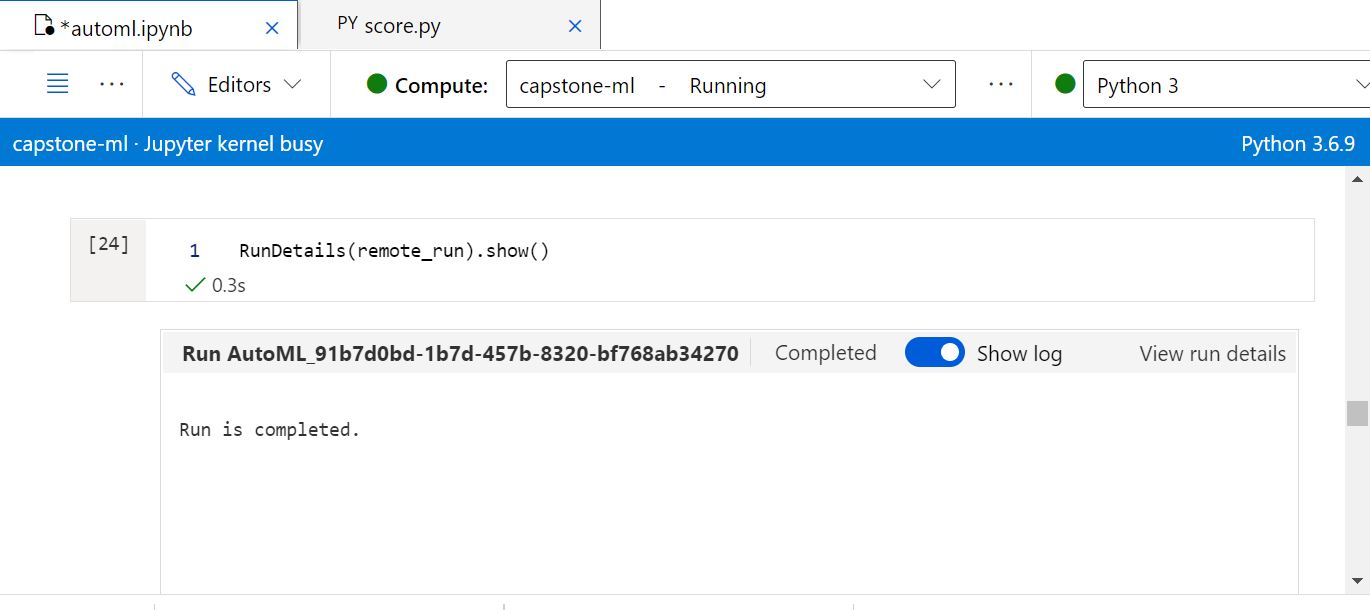 *automl.ipynb
PY score.py
Editors
Compute: capstone-ml - Running
Python 3
capstone-ml · Jupyter kernel busy
Python 3.6.9
[24]
1 RunDetails(remote_run).show()
0.3s
Run AutoML_91b7d0bd-1b7d-457b-8320-bf768ab34270
Completed
Show log
View run details
Run is completed.